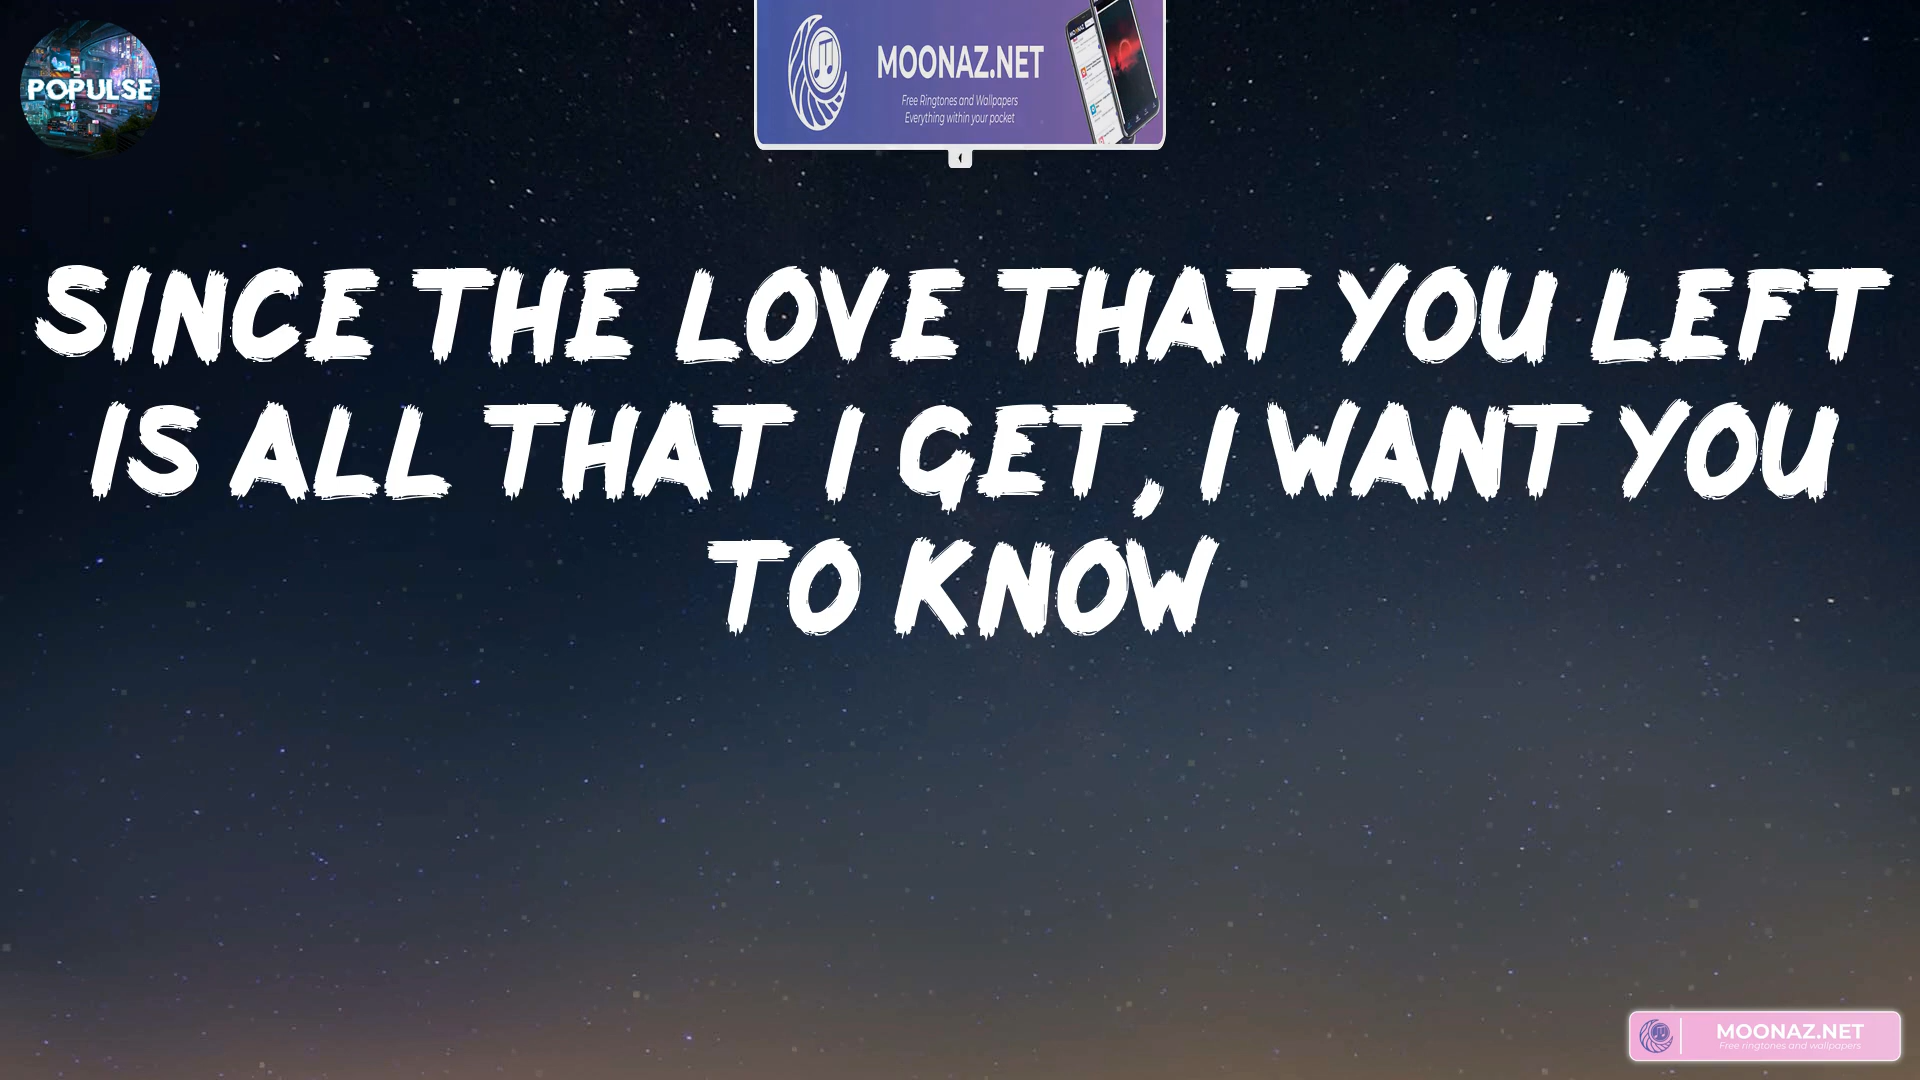 POPULSE
MOONAZ.NET
Free Ringtones and Wallpapers
Everything within your pocket
SINCE THE LOVE THAT YOU LEFT
IS ALL THAT I GET, I WANT YOU
TO KNOW
MOONAZ.NET
Free ringtones and wallpapers